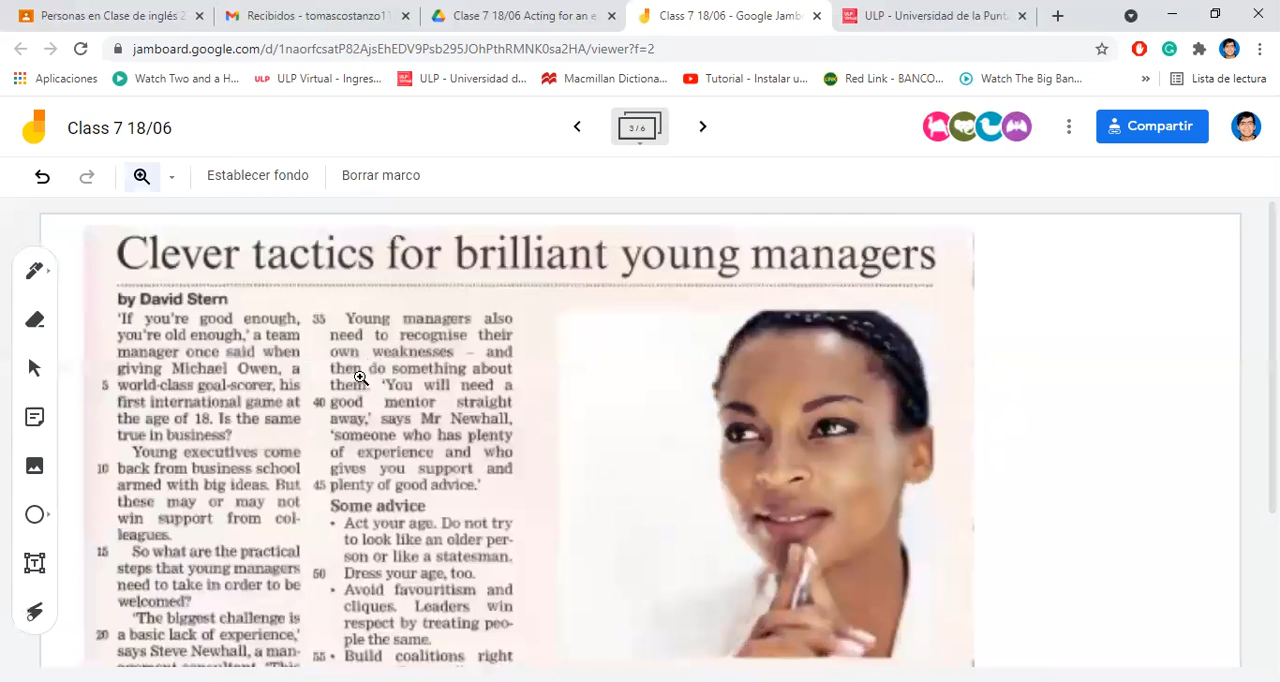 Personas en Clase de Inglés 2
Recibidos - tomascostanzo11
Clase 7 18/06 Acting for an e
Class 7 18/06 - Google Jamb
ULP - Universidad de la Punt
jamboard.google.com/d/1naorfcsatP82AjsEhEDV9Psb295JOhPthRMNK0sa2HA/viewer?f=2
Aplicaciones
Watch Two and a H...
ULP Virtual - Ingres...
ULP - Universidad d...
Macmillan Dictiona...
Tutorial - Instalar u...
Red Link - BANCO...
Watch The Big Ban...
»
Lista de lectura
Class 7 18/06
3 / 6
Compartir
Establecer fondo
Borrar marco
Clever tactics for brilliant young managers
by David Stern
'If you're good enough,
you're old enough,' a team
manager once said when
giving Michael Owen, a
5 world-class goal-scorer, his
first international game at
the age of 18. Is the same
true in business?
Young executives come
10 back from business school
armed with big ideas. But
these may or may not
win support from col-
leagues.
15 So what are the practical
steps that young managers
need to take in order to be
welcomed?
'The biggest challenge is
20 a basic lack of experience,'
says Steve Newhall, a man-
agement consultant. 'This
35 Young managers also
need to recognise their
own weaknesses – and
then do something about
them. 'You will need a
40 good mentor straight
away,' says Mr Newhall,
'someone who has plenty
of experience and who
gives you support and
45 plenty of good advice.'
Some advice
• Act your age. Do not try
to look like an older per-
son or like a statesman.
50 Dress your age, too.
• Avoid favouritism and
cliques. Leaders win
respect by treating peo-
ple the same.
55 • Build coalitions right